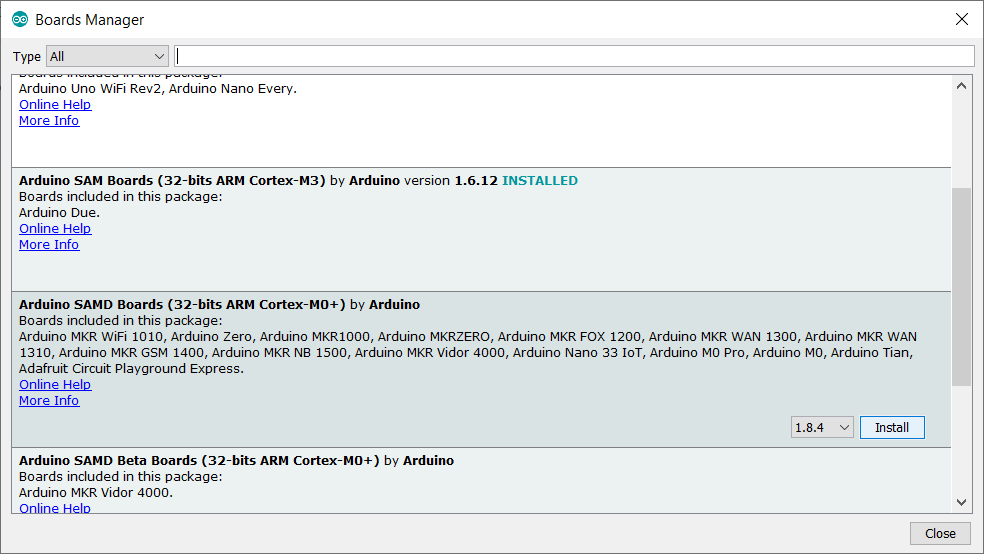 Boards Manager
Type All
Boards included in this package:
Arduino Uno WiFi Rev2, Arduino Nano Every.
Online Help
More Info
Arduino SAM Boards (32-bits ARM Cortex-M3) by Arduino version 1.6.12 INSTALLED
Boards included in this package:
Arduino Due.
Online Help
More Info
Arduino SAMD Boards (32-bits ARM Cortex-M0+) by Arduino
Boards included in this package:
Arduino MKR WiFi 1010, Arduino Zero, Arduino MKR1000, Arduino MKRZERO, Arduino MKR FOX 1200, Arduino MKR WAN 1300, Arduino MKR WAN
1310, Arduino MKR GSM 1400, Arduino MKR NB 1500, Arduino MKR Vidor 4000, Arduino Nano 33 IoT, Arduino M0 Pro, Arduino M0, Arduino Tian,
Adafruit Circuit Playground Express.
Online Help
More Info
1.8.4 Install
Arduino SAMD Beta Boards (32-bits ARM Cortex-M0+) by Arduino
Boards included in this package:
Arduino MKR Vidor 4000.
Online Help
Close